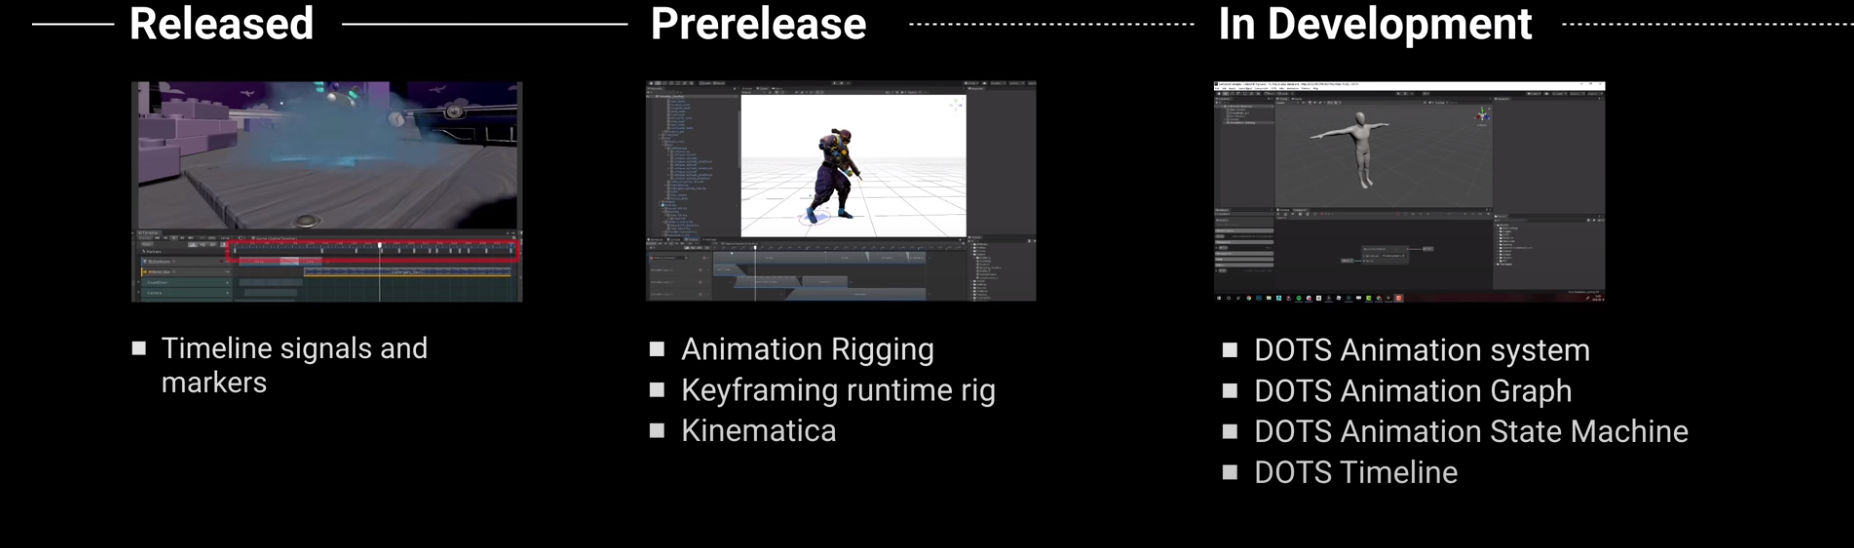 Released
Prerelease
In Development
Timeline signals and
markers
Animation Rigging
Keyframing runtime rig
Kinematica
DOTS Animation system
DOTS Animation Graph
DOTS Animation State Machine
DOTS Timeline